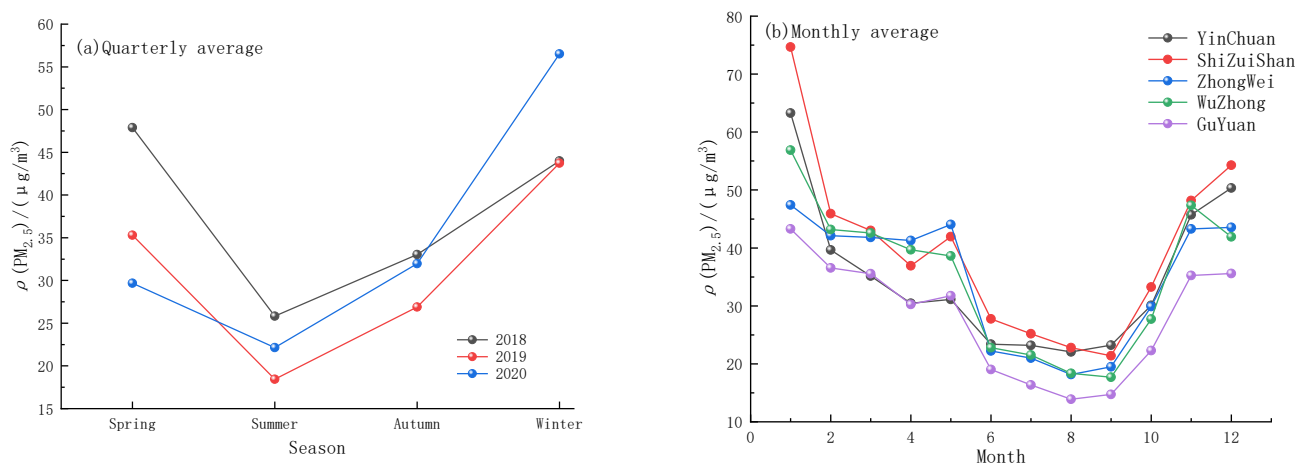 (a)Quarterly average
60
55
50
45
40
35
30
25
20
15
ρ(PM2.5)/(μg/m³)
2018
2019
2020
Spring Summer Autumn Winter
Season
(b)Monthly average
80
70
60
50
40
30
20
10
ρ(PM2.5)/(μg/m³)
YinChuan
ShiZuiShan
ZhongWei
WuZhong
GuYuan
0 2 4 6 8 10 12
Month